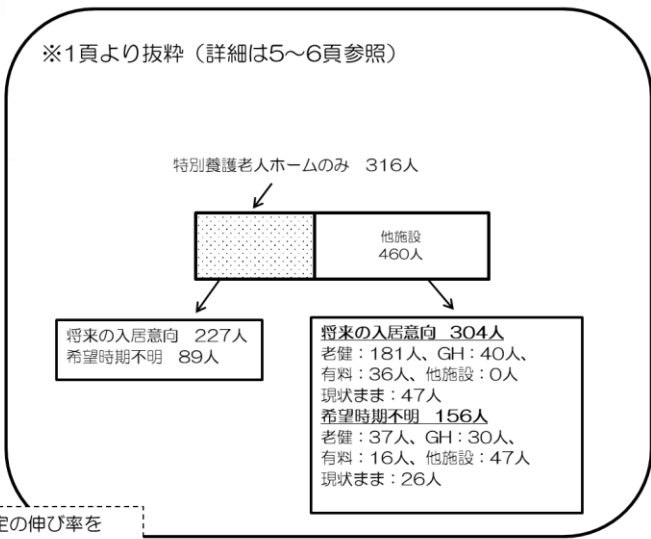 ※1頁より抜粋（詳細は5～6頁参照）
特別養護老人ホームのみ　316人
他施設
460人
将来の入居意向　227人
希望時期不明　89人
将来の入居意向　304人
老健：181人、GH：40人、
有料：36人、他施設：0人
現状まま：47人
希望時期不明　156人
老健：37人、GH：30人、
有料：16人、他施設：47人
現状まま：26人
定の伸び率を